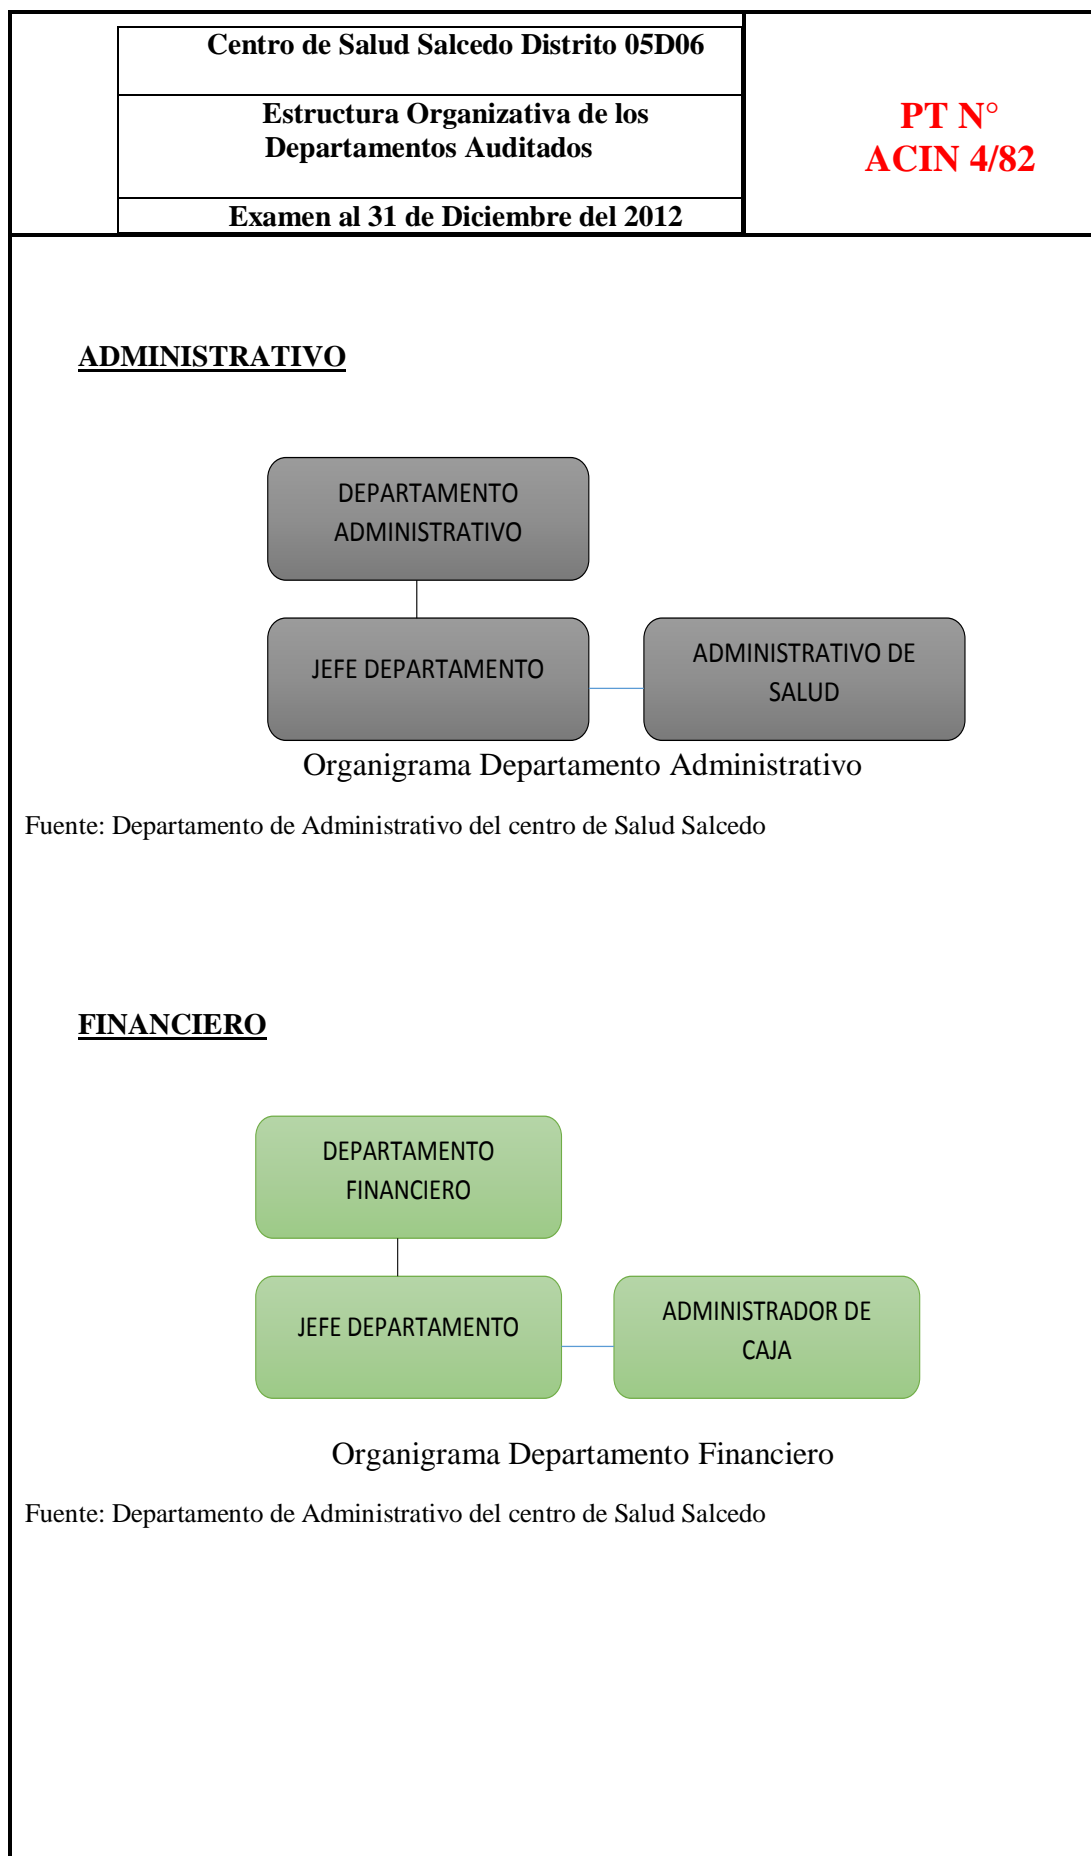 Centro de Salud Salcedo Distrito 05D06
Estructura Organizativa de los
Departamentos Auditados
Examen al 31 de Diciembre del 2012
PT N°
ACIN 4/82
ADMINISTRATIVO
DEPARTAMENTO
ADMINISTRATIVO
JEFE DEPARTAMENTO
ADMINISTRATIVO DE
SALUD
Organigrama Departamento Administrativo
Fuente: Departamento de Administrativo del centro de Salud Salcedo
FINANCIERO
DEPARTAMENTO
FINANCIERO
JEFE DEPARTAMENTO
ADMINISTRADOR DE
CAJA
Organigrama Departamento Financiero
Fuente: Departamento de Administrativo del centro de Salud Salcedo